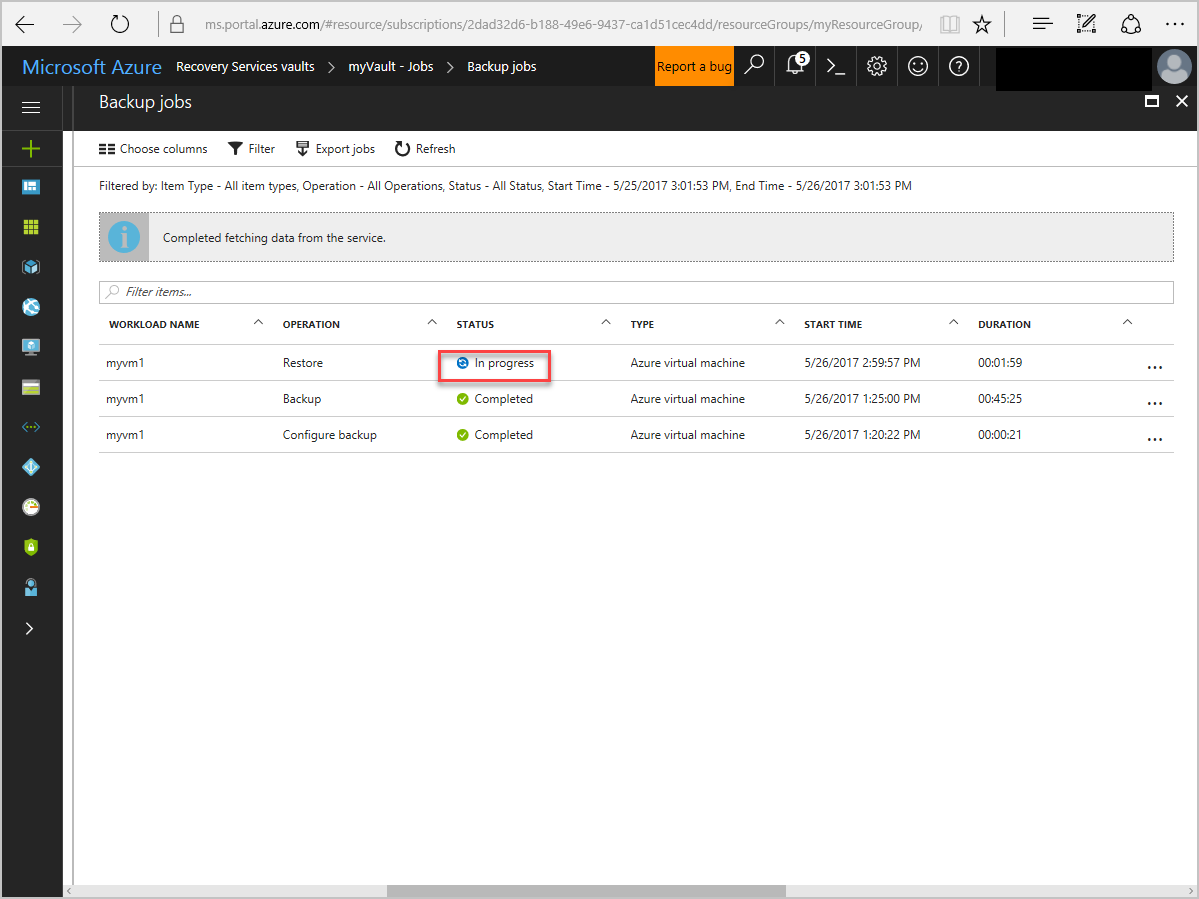 ms.portal.azure.com/#resource/subscriptions/2dad32d6-b188-49e6-9437-ca1d51cec4dd/resourceGroups/myResourceGroup/
Microsoft Azure Recovery Services vaults > myVault - Jobs > Backup jobs Report a bug 5
Backup jobs
Choose columns Filter Export jobs Refresh
Filtered by: Item Type - All item types, Operation - All Operations, Status - All Status, Start Time - 5/25/2017 3:01:53 PM, End Time - 5/26/2017 3:01:53 PM
Completed fetching data from the service.
Filter items...
WORKLOAD NAME OPERATION STATUS TYPE START TIME DURATION
myvm1 Restore In progress Azure virtual machine 5/26/2017 2:59:57 PM 00:01:59 ...
myvm1 Backup Completed Azure virtual machine 5/26/2017 1:25:00 PM 00:45:25 ...
myvm1 Configure backup Completed Azure virtual machine 5/26/2017 1:20:22 PM 00:00:21 ...